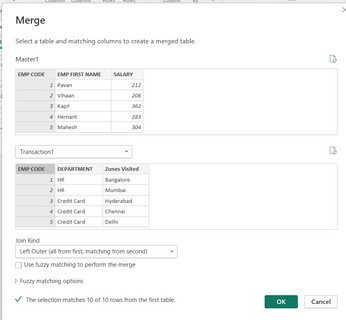 Merge
Select a table and matching columns to create a merged table.
Master1
EMP CODE EMP FIRST NAME SALARY
1 Pavan 212
2 Vihaan 206
3 Kapil 362
4 Hemant 283
5 Mahesh 304
Transaction1
EMP CODE DEPARTMENT Zones Visited
1 HR Bangalore
2 HR Mumbai
3 Credit Card Hyderabad
4 Credit Card Chennai
5 Credit Card Delhi
Join Kind
Left Outer (all from first, matching from second)
Use fuzzy matching to perform the merge
Fuzzy matching options
The selection matches 10 of 10 rows from the first table.
OK Cancel